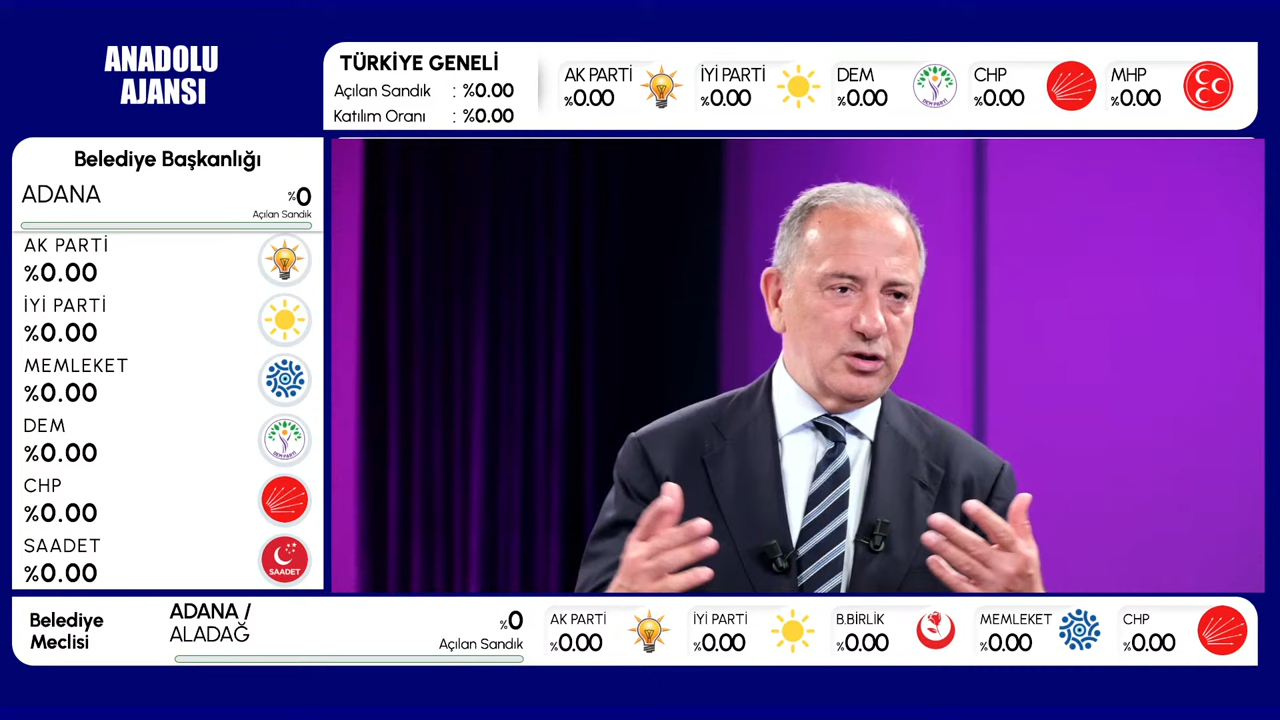 ANADOLU
AJANSI
TÜRKİYE GENELİ
Açılan Sandık : %0.00
Katılım Oranı : %0.00
AK PARTİ
%0.00
İYİ PARTİ
%0.00
DEM
%0.00
DEM PARTİ
CHP
%0.00
MHP
%0.00
Belediye Başkanlığı
ADANA
%0
Açılan Sandık
AK PARTİ
%0.00
İYİ PARTİ
%0.00
MEMLEKET
%0.00
DEM
%0.00
DEM PARTİ
CHP
%0.00
SAADET
%0.00
SAADET
Belediye
Meclisi
ADANA /
ALADAĞ
%0
Açılan Sandık
AK PARTİ
%0.00
İYİ PARTİ
%0.00
B.BİRLİK
%0.00
MEMLEKET
%0.00
CHP
%0.00